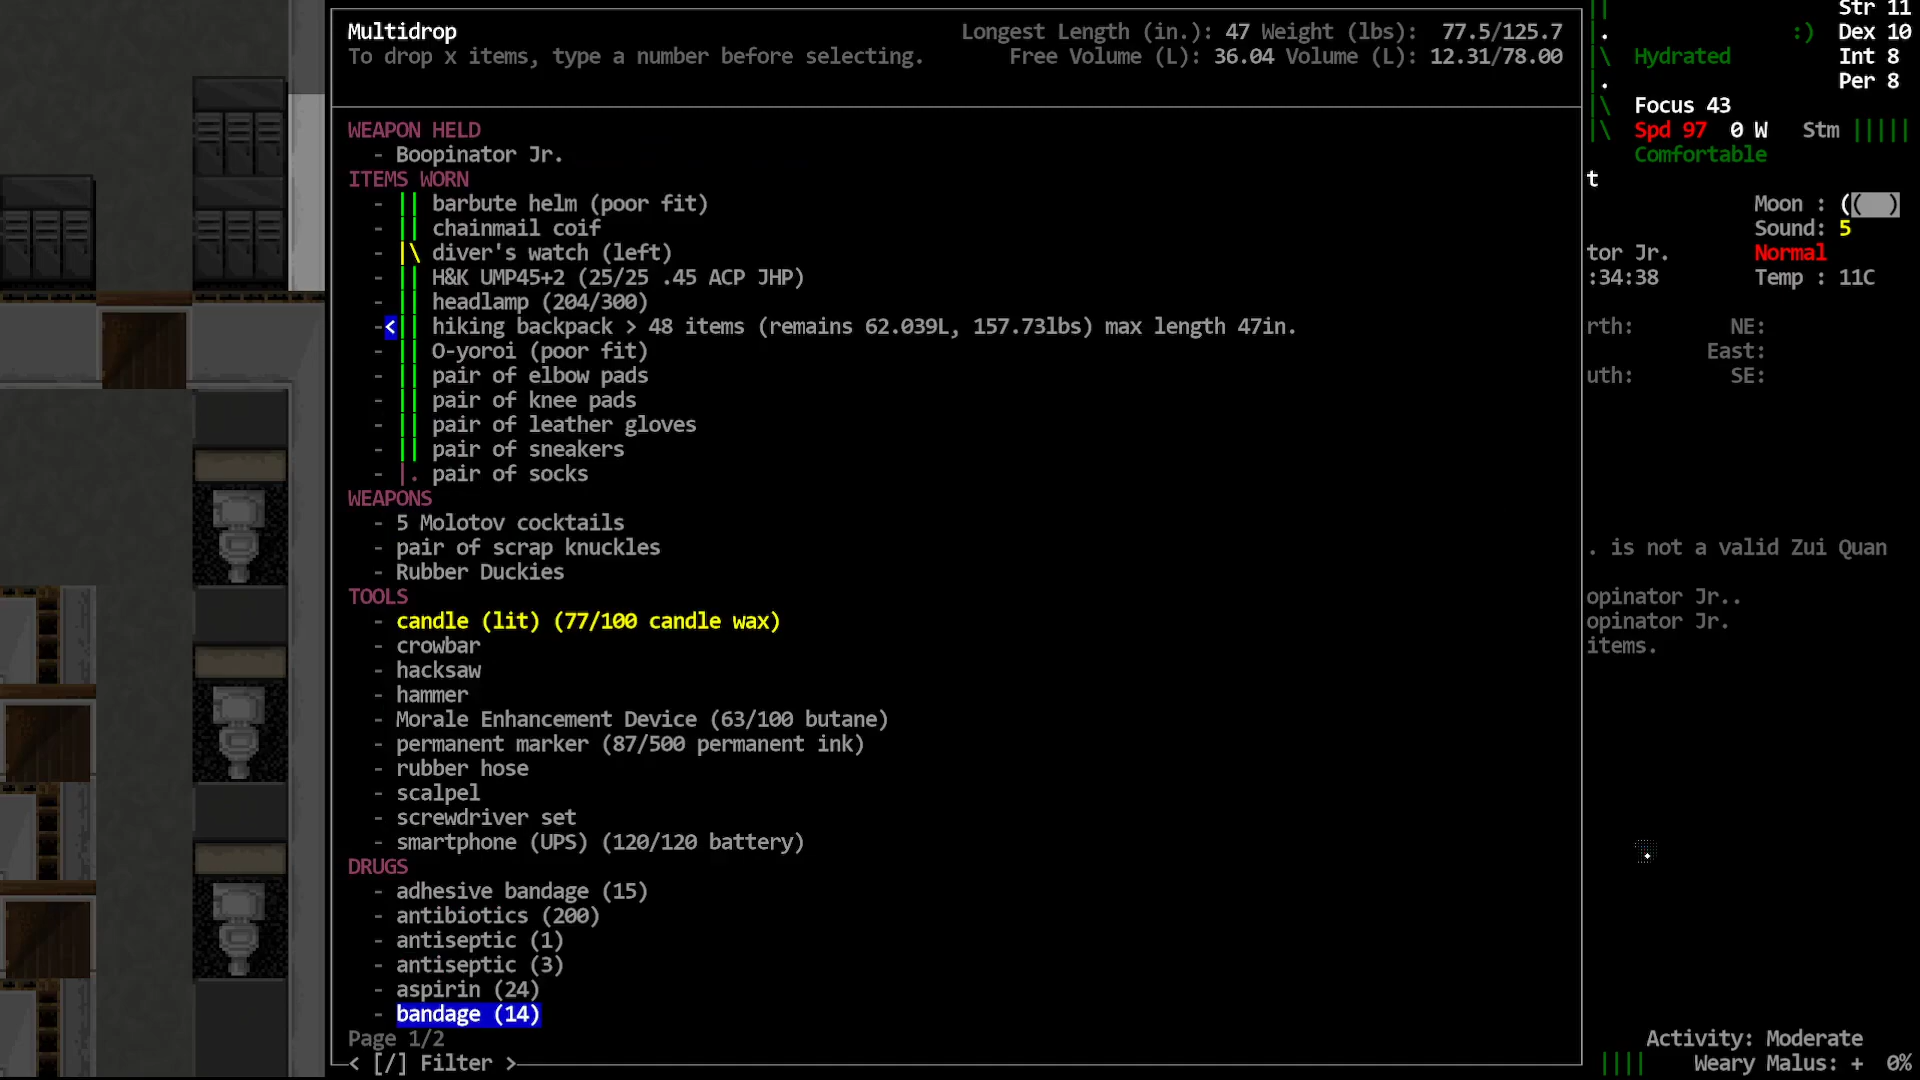 Multidrop Longest Length (in.): 47 Weight (lbs): 77.5/125.7
To drop x items, type a number before selecting. Free Volume (L): 36.04 Volume (L): 12.31/78.00
WEAPON HELD
- Boopinator Jr.
ITEMS WORN
- || barbute helm (poor fit)
- || chainmail coif
- |\ diver's watch (left)
- || H&K UMP45+2 (25/25 .45 ACP JHP)
- || headlamp (204/300)
-<|| hiking backpack > 48 items (remains 62.039L, 157.73lbs) max length 47in.
- || O-yoroi (poor fit)
- || pair of elbow pads
- || pair of knee pads
- || pair of leather gloves
- || pair of sneakers
- |. pair of socks
WEAPONS
- 5 Molotov cocktails
- pair of scrap knuckles
- Rubber Duckies
TOOLS
- candle (lit) (77/100 candle wax)
- crowbar
- hacksaw
- hammer
- Morale Enhancement Device (63/100 butane)
- permanent marker (87/500 permanent ink)
- rubber hose
- scalpel
- screwdriver set
- smartphone (UPS) (120/120 battery)
DRUGS
- adhesive bandage (15)
- antibiotics (200)
- antiseptic (1)
- antiseptic (3)
- aspirin (24)
- bandage (14)
Page 1/2
< [/] Filter >
|| Str 11
|. :) Dex 10
|\ Hydrated Int 8
|. Per 8
|\ Focus 43
|\ Spd 97 0 W Stm |||||
Comfortable
t
Moon : (( )
Sound: 5
tor Jr. Normal
:34:38 Temp : 11C
rth: NE:
East:
uth: SE:
. is not a valid Zui Quan
opinator Jr..
opinator Jr.
items.
Activity: Moderate
|||| Weary Malus: + 0%